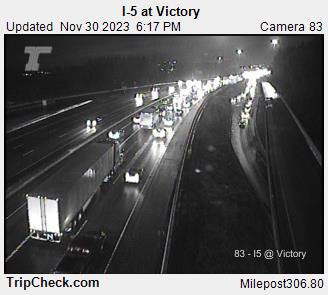 I-5 at Victory
Updated Nov 30 2023 6:17 PM Camera 83
83 - I5 @ Victory
TripCheck.com Milepost306.80